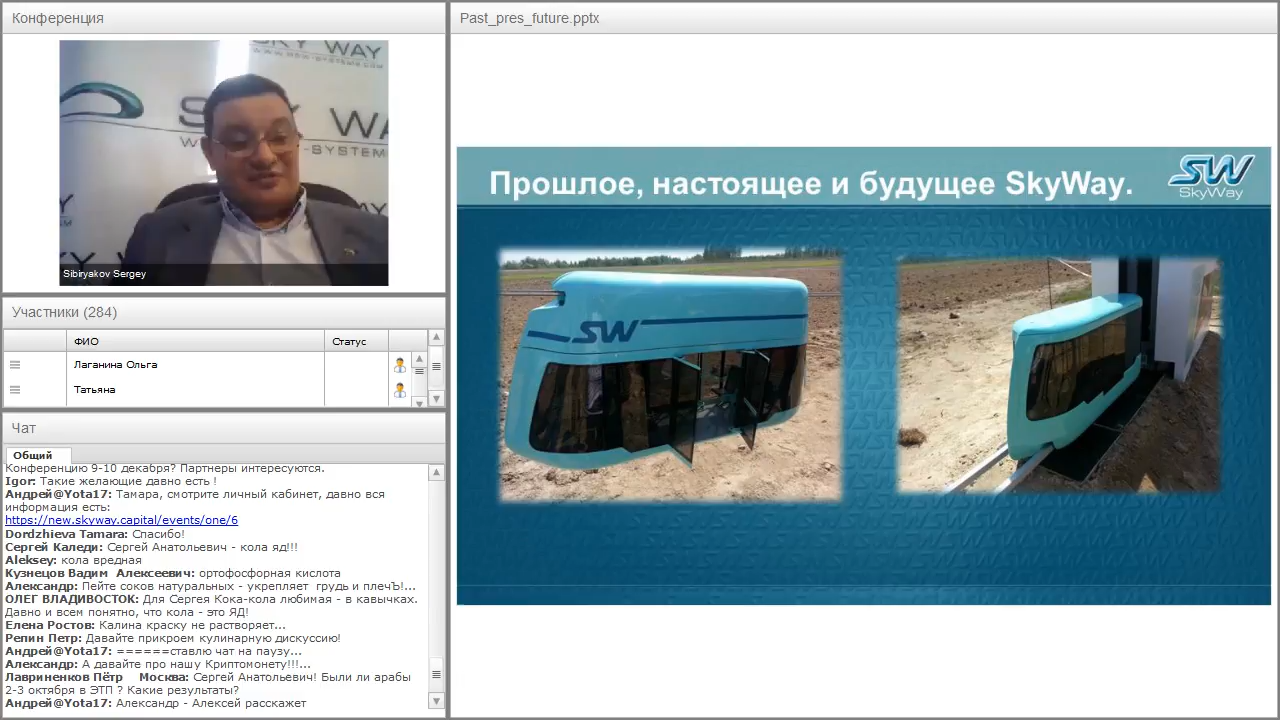 Конференция
SKY WAY
Sibiryakov Sergey
Участники (284)
ФИО
Статус
Лаганина Ольга
Татьяна
Чат
Общий
Конференцию 9-10 декабря? Партнеры интересуются.
Igor: Такие желающие давно есть !
Андрей@Yota17: Тамара, смотрите личный кабинет, давно вся
информация есть:
https://new.skyway.capital/events/one/6
Dordzhieva Tamara: Спасибо!
Сергей Каледи: Сергей Анатольевич - кола яд!!!
Aleksey: кола вредная
Кузнецов Вадим Алексеевич: ортофосфорная кислота
Александр: Пейте соков натуральных - укрепляет грудь и плечЪ!...
ОЛЕГ ВЛАДИВОСТОК: Для Сергея Кока-кола любимая - в кавычках.
Давно и всем понятно, что кола - это ЯД!
Елена Ростов: Калина краску не растворяет...
Репин Петр: Давайте прикроем кулинарную дискуссию!
Андрей@Yota17: ======ставлю чат на паузу...
Александр: А давайте про нашу Криптомонету!!!...
Лавриненков Пётр Москва: Сергей Анатольевич! Были ли арабы
2-3 октября в ЭТП ? Какие результаты?
Андрей@Yota17: Александр - Алексей расскажет
Past_pres_future.pptx
Прошлое, настоящее и будущее SkyWay.
SW
SkyWay
SW